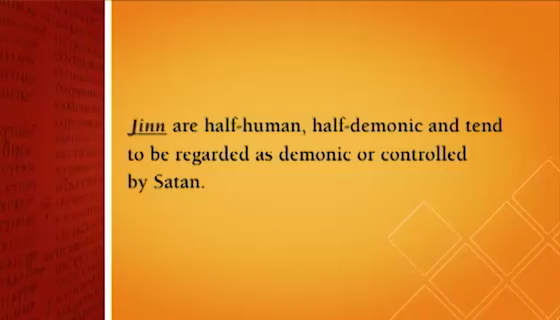 Jinn are half-human, half-demonic and tend
to be regarded as demonic or controlled
by Satan.